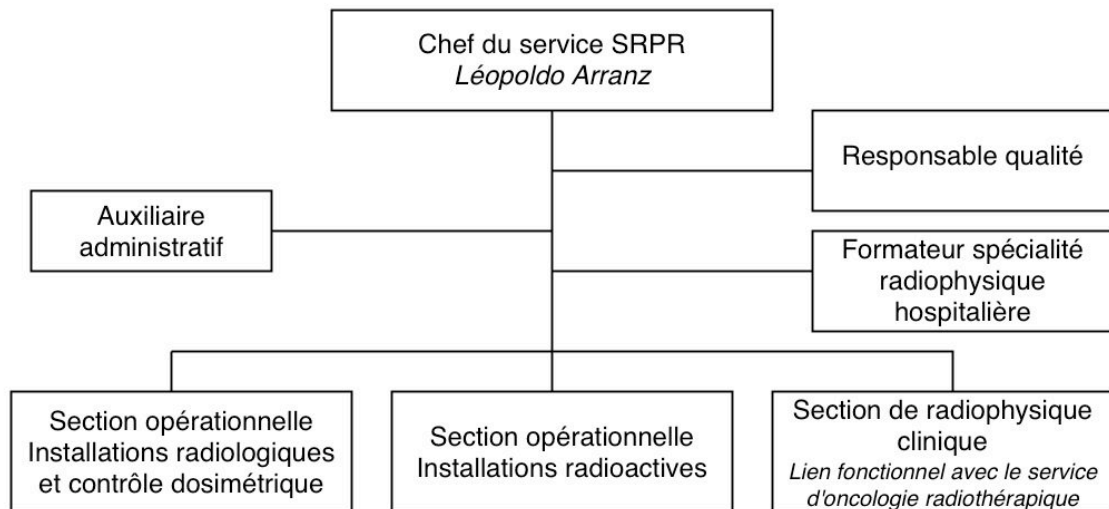 Chef du service SRPR
Léopoldo Arranz
Responsable qualité
Auxiliaire
administratif
Formateur spécialité
radiophysique
hospitalière
Section opérationnelle
Installations radiologiques
et contrôle dosimétrique
Section opérationnelle
Installations radioactives
Section de radiophysique
clinique
Lien fonctionnel avec le service
d'oncologie radiothérapique